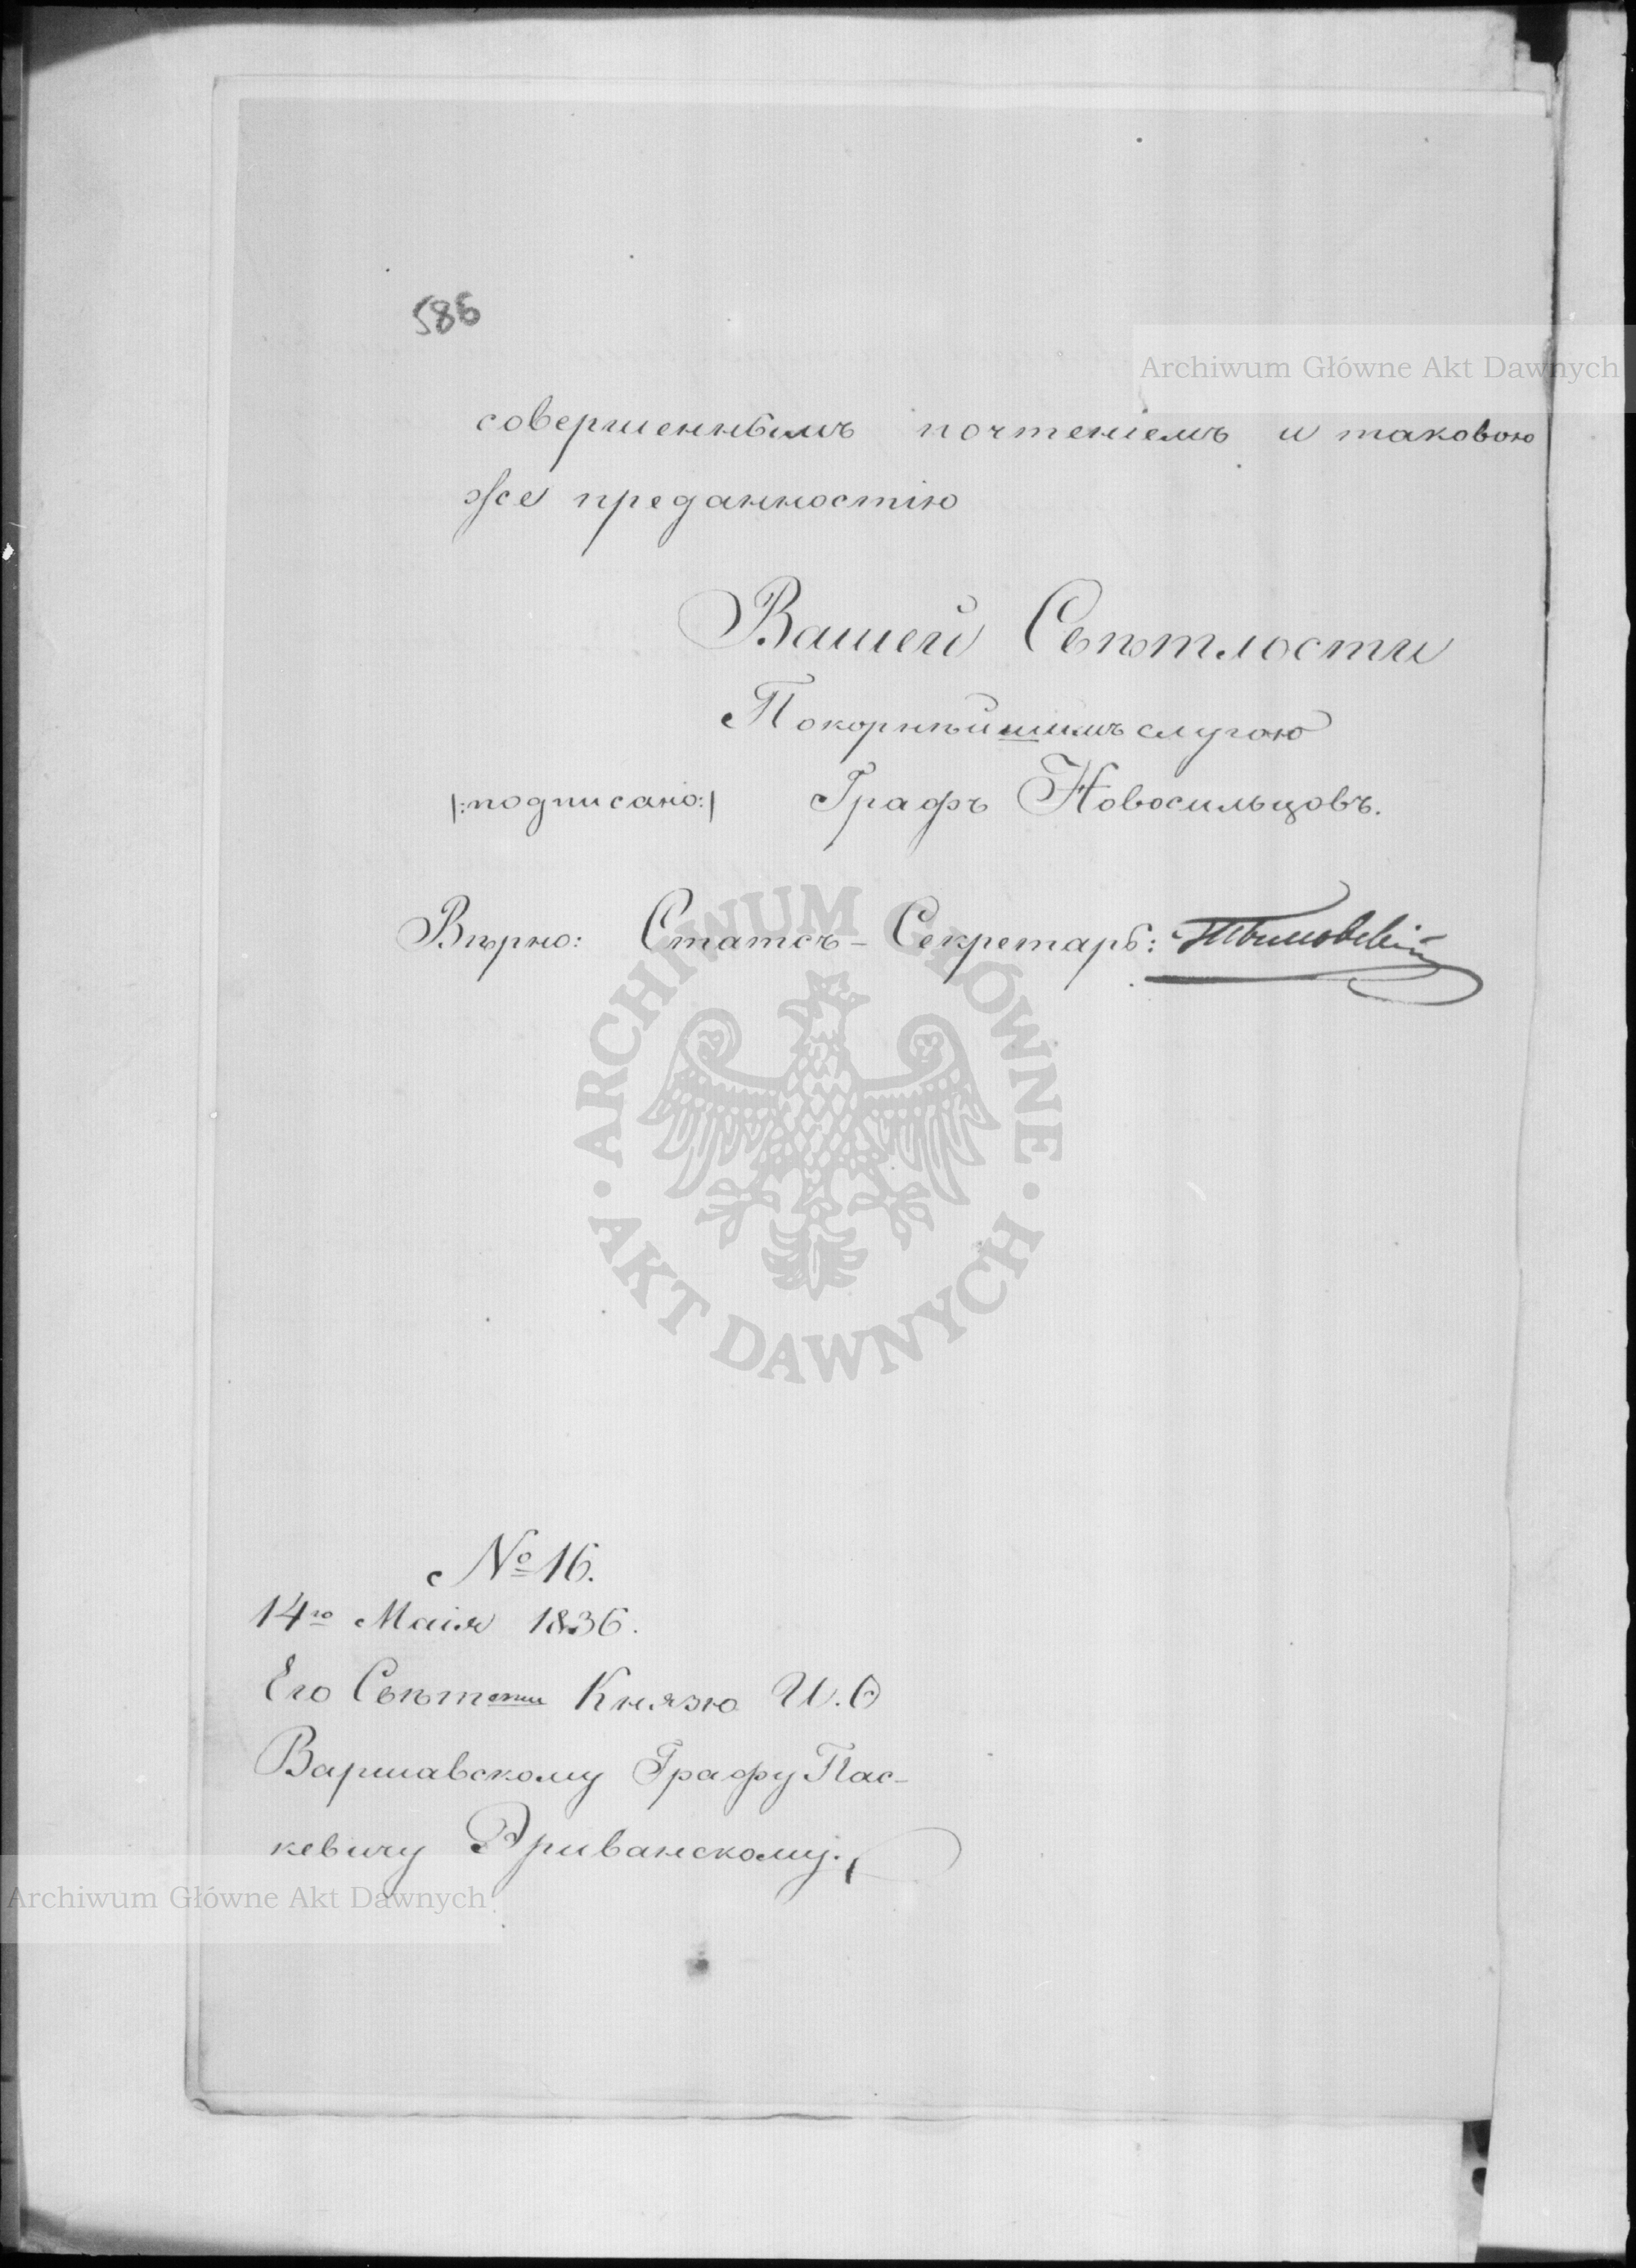 586
Archiwum Główne Akt Dawnych
совершеннымъ почтеніемъ и таковою
же преданностію
Вашей Свѣтлости
Покорнѣйшимъ слугою
|:подписано:| Графъ Новосильцовъ.
Вѣрно: Статсъ-Секретарь:
ARCHIWUM GŁÓWNE
· AKT DAWNYCH ·
№ 16.
14го Маія 1836.
Его Свѣтлости Князю И. Ѳ
Варшавскому Графу Пас-
кевичу Эриванскому.
Archiwum Główne Akt Dawnych